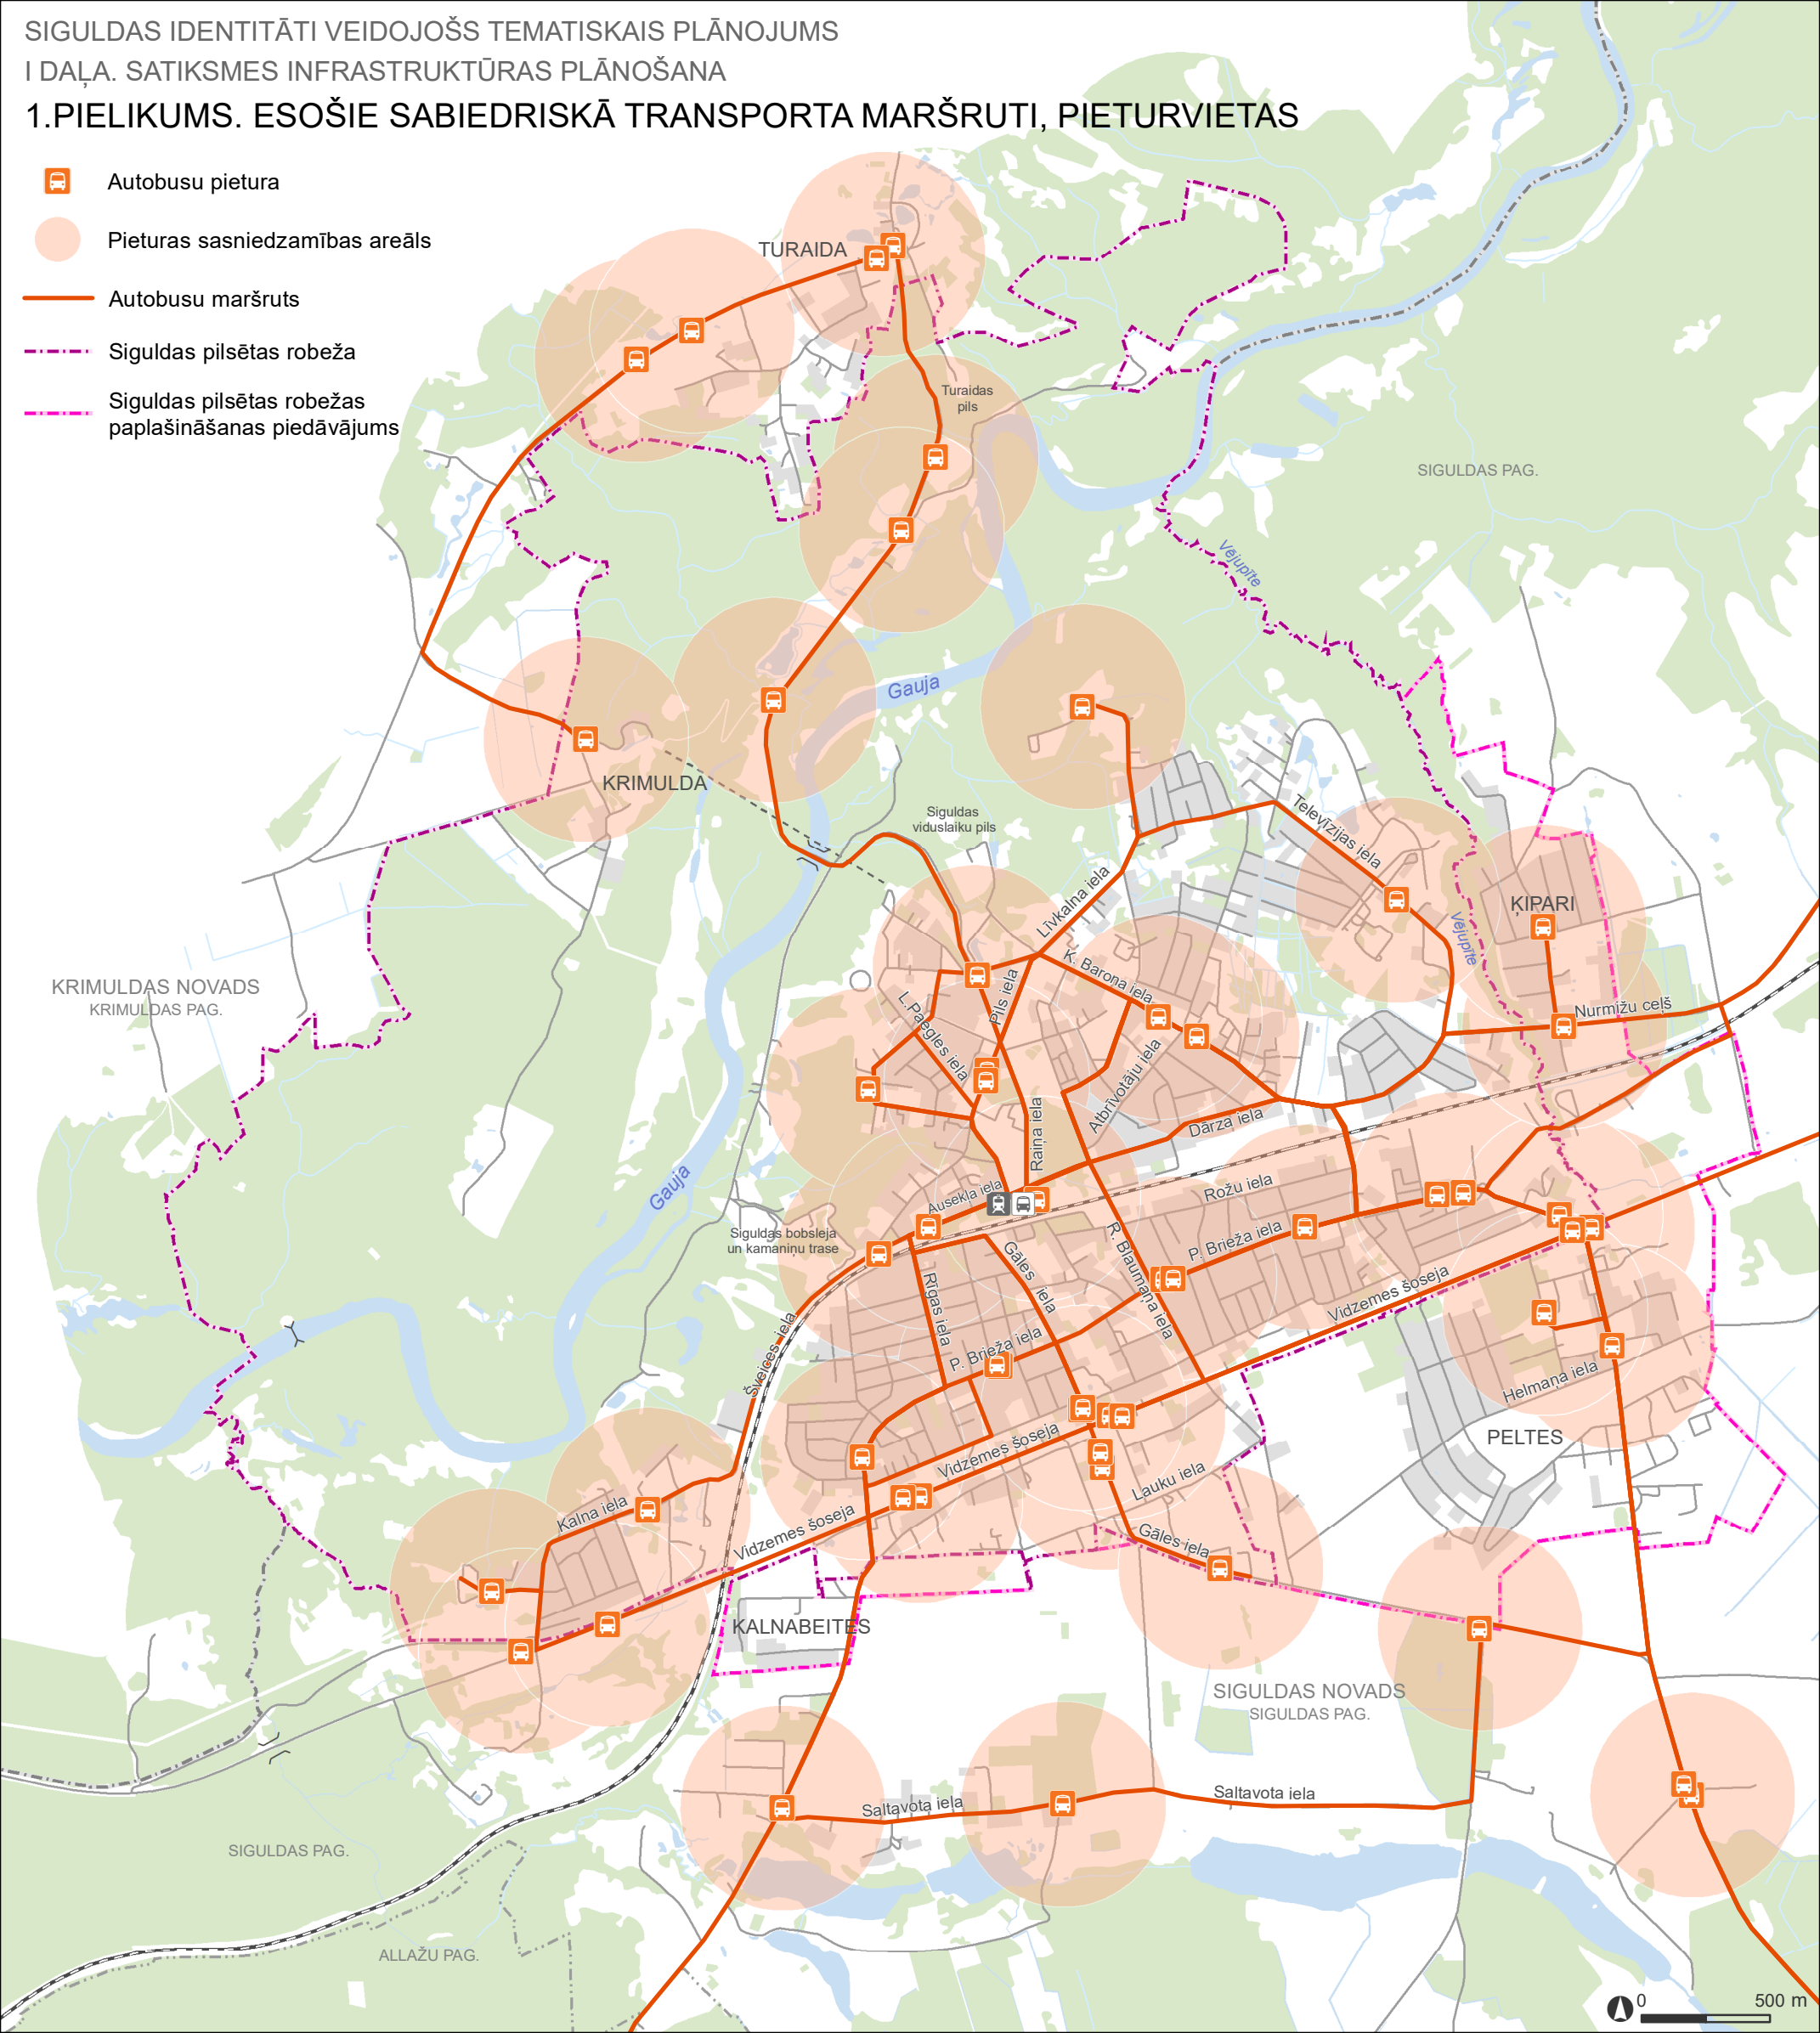 SIGULDAS IDENTITĀTI VEIDOJOŠS TEMATISKAIS PLĀNOJUMS
I DAĻA. SATIKSMES INFRASTRUKTŪRAS PLĀNOŠANA
1.PIELIKUMS. ESOŠIE SABIEDRISKĀ TRANSPORTA MARŠRUTI, PIETURVIETAS
Autobusu pietura
Pieturas sasniedzamības areāls
Autobusu maršruts
Siguldas pilsētas robeža
Siguldas pilsētas robežas
paplašināšanas piedāvājums
TURAIDA
Turaidas
pils
SIGULDAS PAG.
Vējupīte
Gauja
KRIMULDA
Siguldas
viduslaiku pils
Televīzijas iela
Līvkalna iela
ĶIPARI
Vējupīte
K. Barona iela
KRIMULDAS NOVADS
KRIMULDAS PAG.
Nurmižu ceļš
Pils iela
L.Paegles iela
Atbrīvotāju iela
Raiņa iela
Dārza iela
Gauja
Ausekļa iela
Rožu iela
Siguldas bobsleja
un kamaniņu trase
P. Brieža iela
R. Blaumaņa iela
Gāles iela
Rīgas iela
Vidzemes šoseja
Šveices iela
P. Brieža iela
Helmaņa iela
PELTES
Vidzemes šoseja
Lauku iela
Kalna iela
Vidzemes šoseja
Gāles iela
KALNABEITES
SIGULDAS NOVADS
SIGULDAS PAG.
Saltavota iela
Saltavota iela
SIGULDAS PAG.
ALLAŽU PAG.
0 500 m